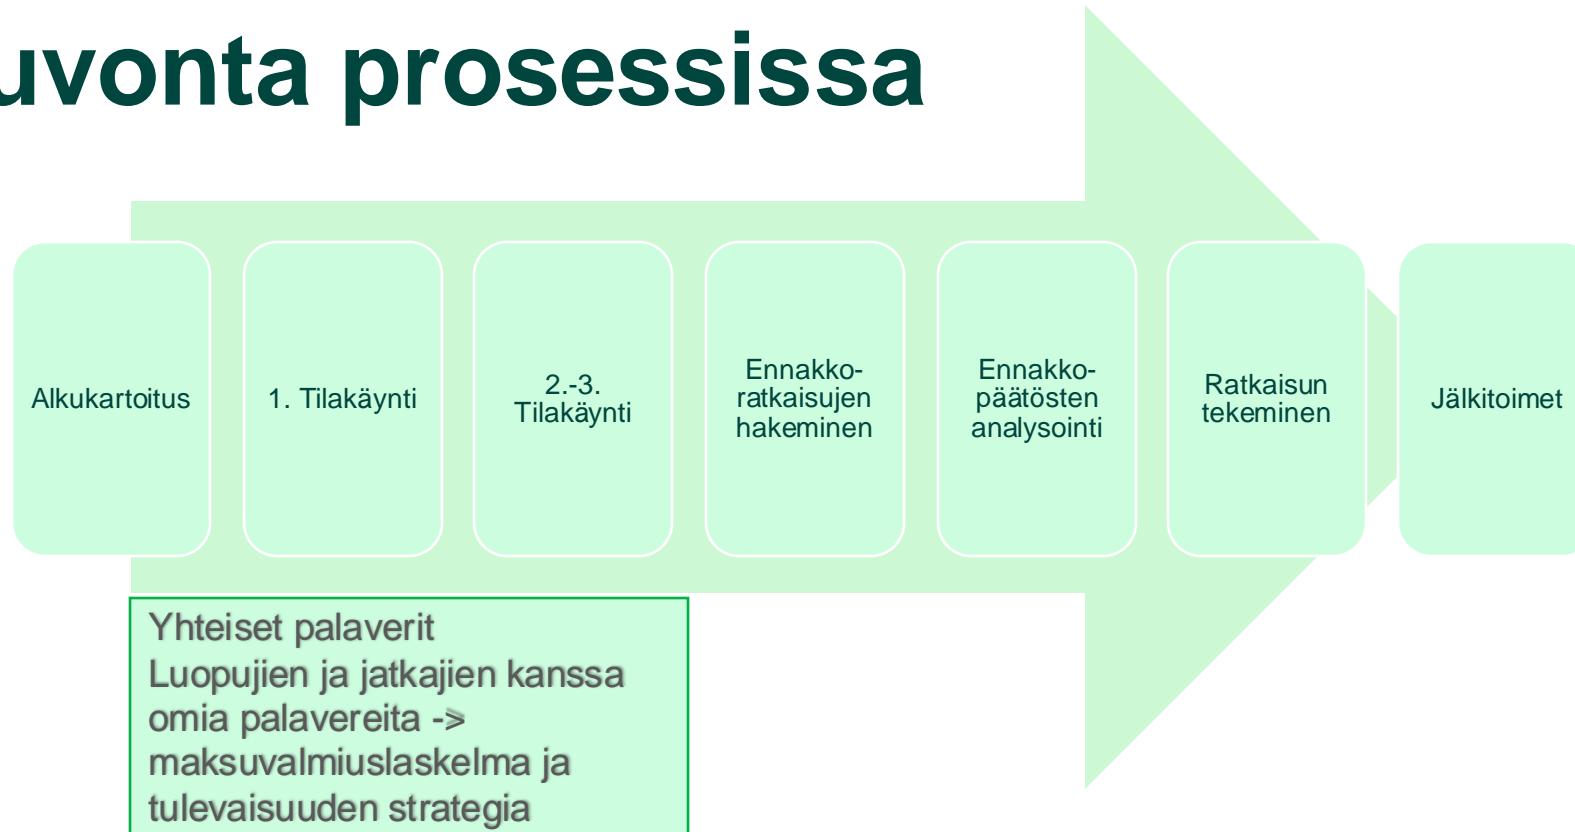 uvonta prosessissa
Alkukartoitus
1. Tilakäynti
2.-3.
Tilakäynti
Ennakko-
ratkaisujen
hakeminen
Ennakko-
päätösten
analysointi
Ratkaisun
tekeminen
Jälkitoimet
Yhteiset palaverit
Luopujien ja jatkajien kanssa
omia palavereita ->
maksuvalmiuslaskelma ja
tulevaisuuden strategia